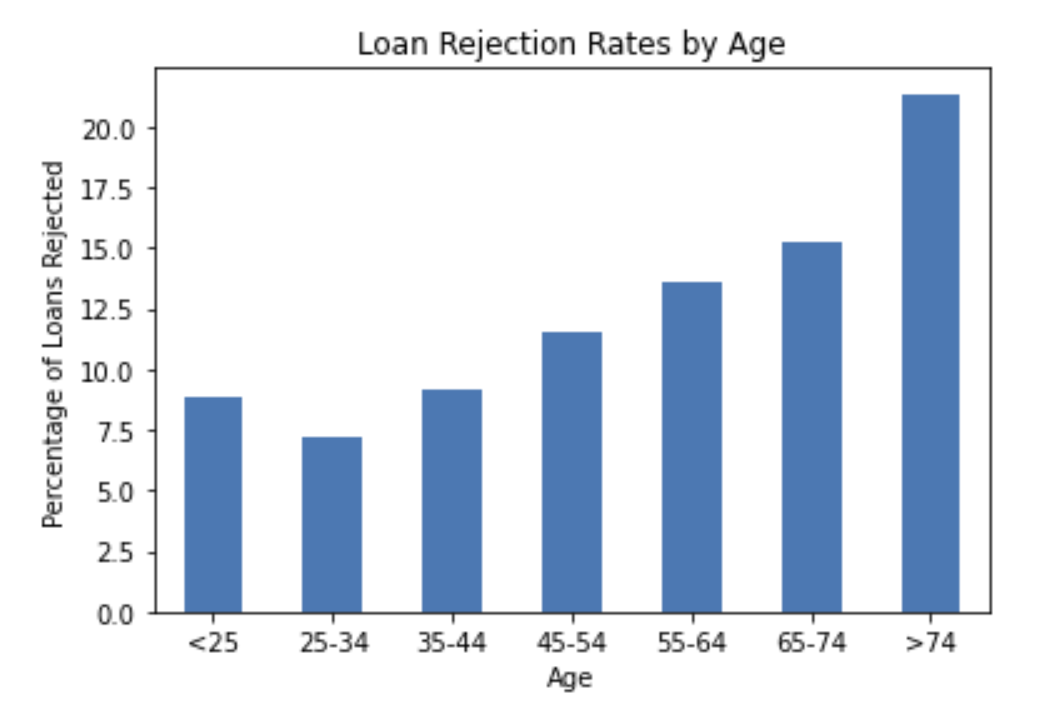 Loan Rejection Rates by Age
Percentage of Loans Rejected
20.0
17.5
15.0
12.5
10.0
7.5
5.0
2.5
0.0
<25 25-34 35-44 45-54 55-64 65-74 >74
Age